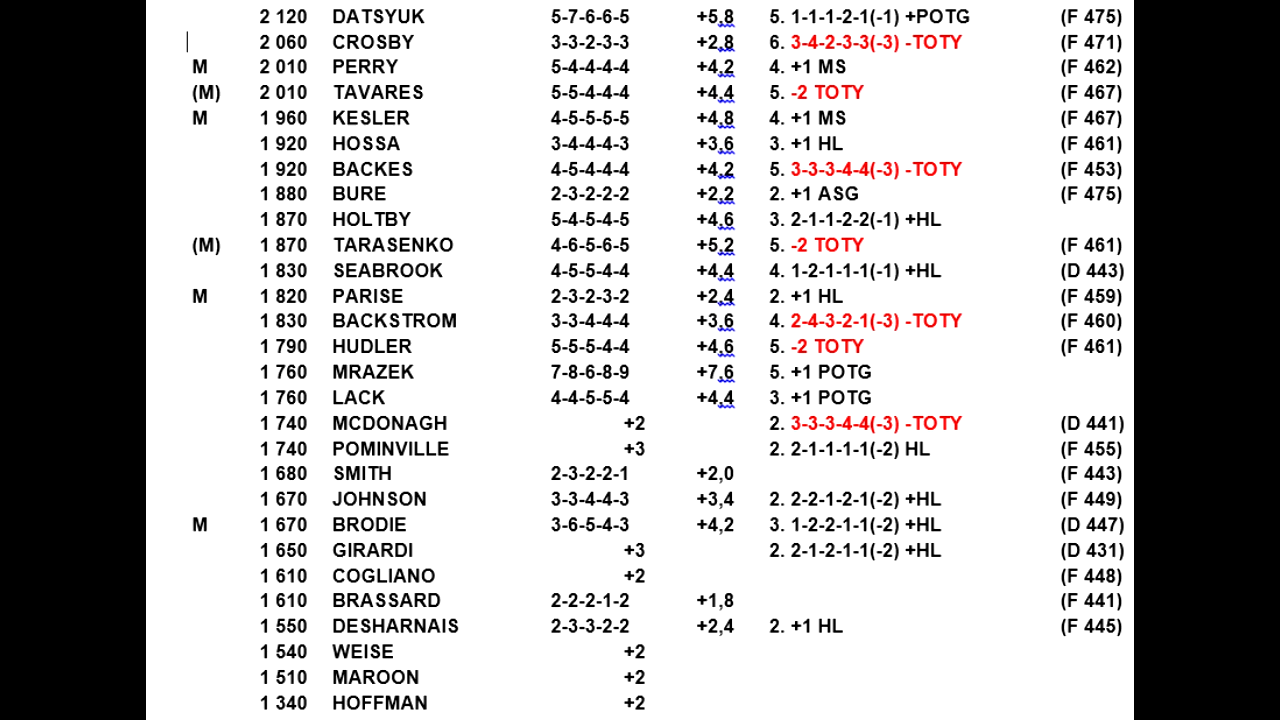 2 120 DATSYUK 5-7-6-6-5 +5,8 5. 1-1-1-2-1(-1) +POTG (F 475)
2 060 CROSBY 3-3-2-3-3 +2,8 6. 3-4-2-3-3(-3) -TOTY (F 471)
M 2 010 PERRY 5-4-4-4-4 +4,2 4. +1 MS (F 462)
(M) 2 010 TAVARES 5-5-4-4-4 +4,4 5. -2 TOTY (F 467)
M 1 960 KESLER 4-5-5-5-5 +4,8 4. +1 MS (F 467)
1 920 HOSSA 3-4-4-4-3 +3,6 3. +1 HL (F 461)
1 920 BACKES 4-5-4-4-4 +4,2 5. 3-3-3-4-4(-3) -TOTY (F 453)
1 880 BURE 2-3-2-2-2 +2,2 2. +1 ASG (F 475)
1 870 HOLTBY 5-4-5-4-5 +4,6 3. 2-1-1-2-2(-1) +HL
(M) 1 870 TARASENKO 4-6-5-6-5 +5,2 5. -2 TOTY (F 461)
1 830 SEABROOK 4-5-5-4-4 +4,4 4. 1-2-1-1-1(-1) +HL (D 443)
M 1 820 PARISE 2-3-2-3-2 +2,4 2. +1 HL (F 459)
1 830 BACKSTROM 3-3-4-4-4 +3,6 4. 2-4-3-2-1(-3) -TOTY (F 460)
1 790 HUDLER 5-5-5-4-4 +4,6 5. -2 TOTY (F 461)
1 760 MRAZEK 7-8-6-8-9 +7,6 5. +1 POTG
1 760 LACK 4-4-5-5-4 +4,4 3. +1 POTG
1 740 MCDONAGH +2 2. 3-3-3-4-4(-3) -TOTY (D 441)
1 740 POMINVILLE +3 2. 2-1-1-1-1(-2) HL (F 455)
1 680 SMITH 2-3-2-2-1 +2,0 (F 443)
1 670 JOHNSON 3-3-4-4-3 +3,4 2. 2-2-1-2-1(-2) +HL (F 449)
M 1 670 BRODIE 3-6-5-4-3 +4,2 3. 1-2-2-1-1(-2) +HL (D 447)
1 650 GIRARDI +3 2. 2-1-2-1-1(-2) +HL (D 431)
1 610 COGLIANO +2 (F 448)
1 610 BRASSARD 2-2-2-1-2 +1,8 (F 441)
1 550 DESHARNAIS 2-3-3-2-2 +2,4 2. +1 HL (F 445)
1 540 WEISE +2
1 510 MAROON +2
1 340 HOFFMAN +2